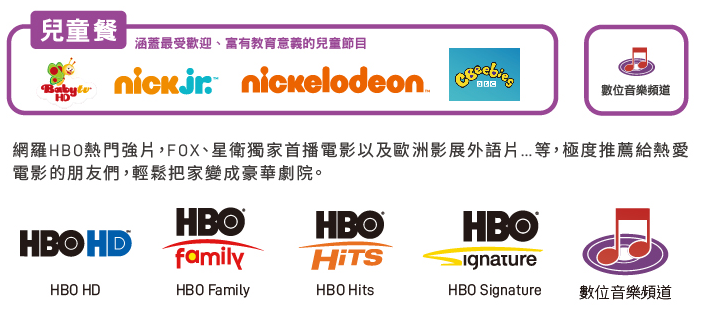 兒童餐
涵蓋最受歡迎、富有教育意義的兒童節目
Baby tv HD
nick jr.
nickelodeon
CBeebies BBC
數位音樂頻道
網羅HBO熱門強片，FOX、星衛獨家首播電影以及歐洲影展外語片...等，極度推薦給熱愛
電影的朋友們，輕鬆把家變成豪華劇院。
HBO HD
HBO family
HBO HiTS
HBO Signature
HBO HD
HBO Family
HBO Hits
HBO Signature
數位音樂頻道